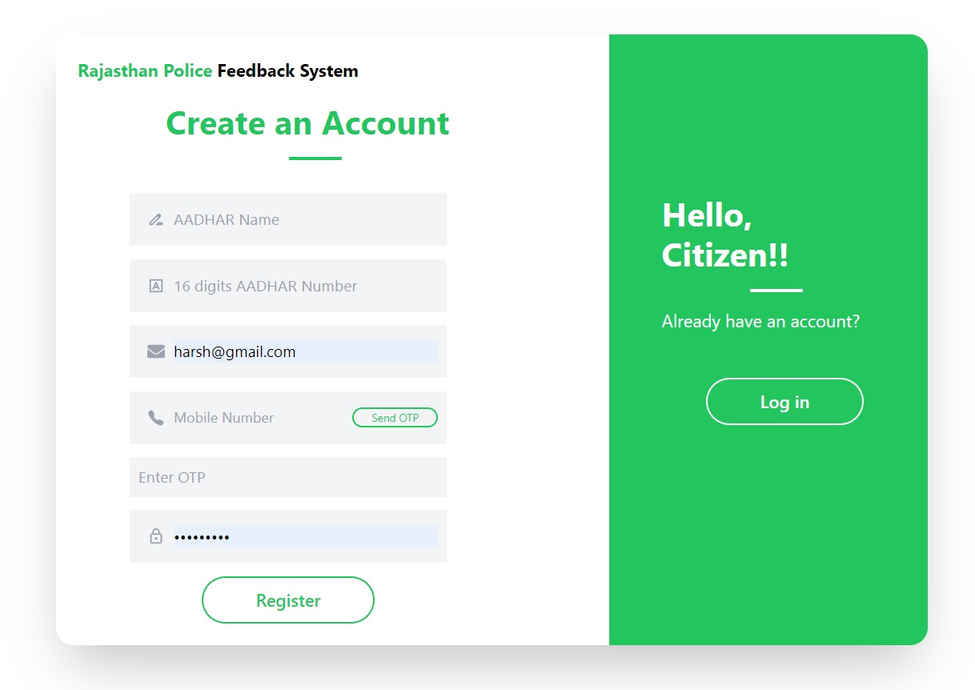 Rajasthan Police Feedback System
Create an Account
AADHAR Name
16 digits AADHAR Number
harsh@gmail.com
Mobile Number
Send OTP
Enter OTP
•••••••••
Register
Hello,
Citizen!!
Already have an account?
Log in